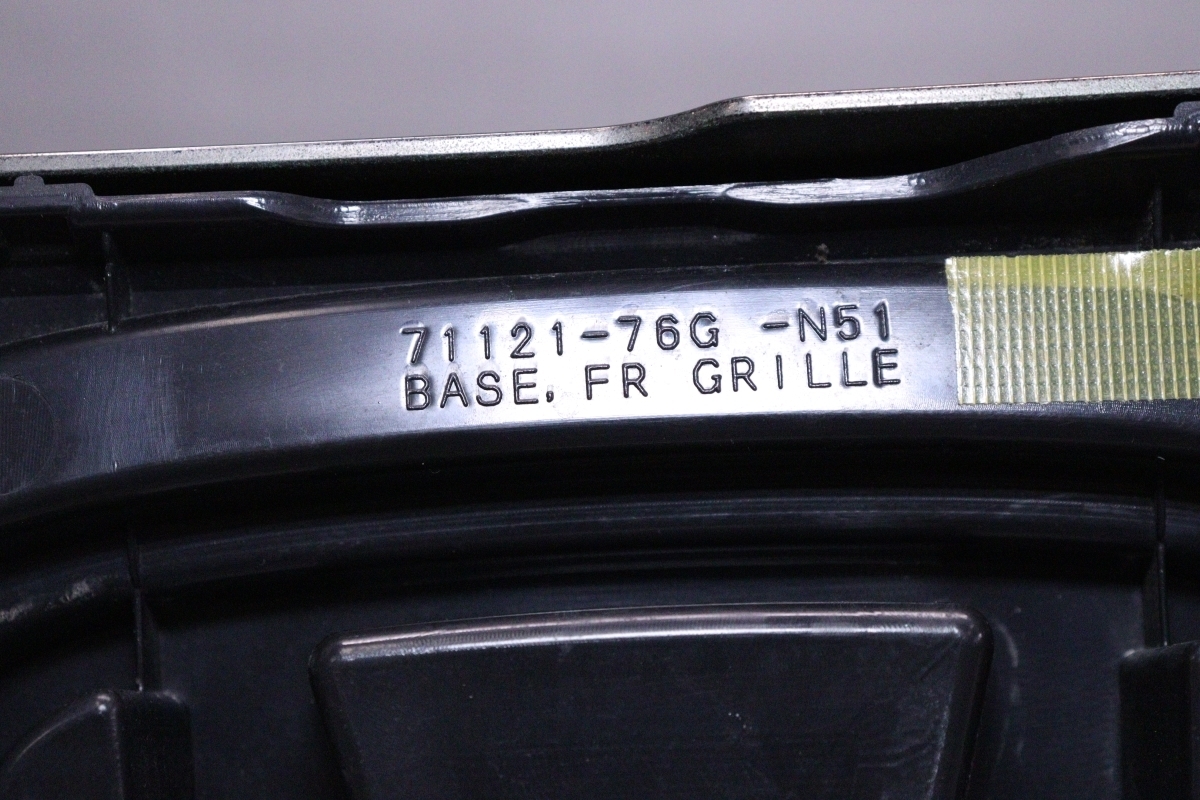 71121-76G -N51
BASE, FR GRILLE